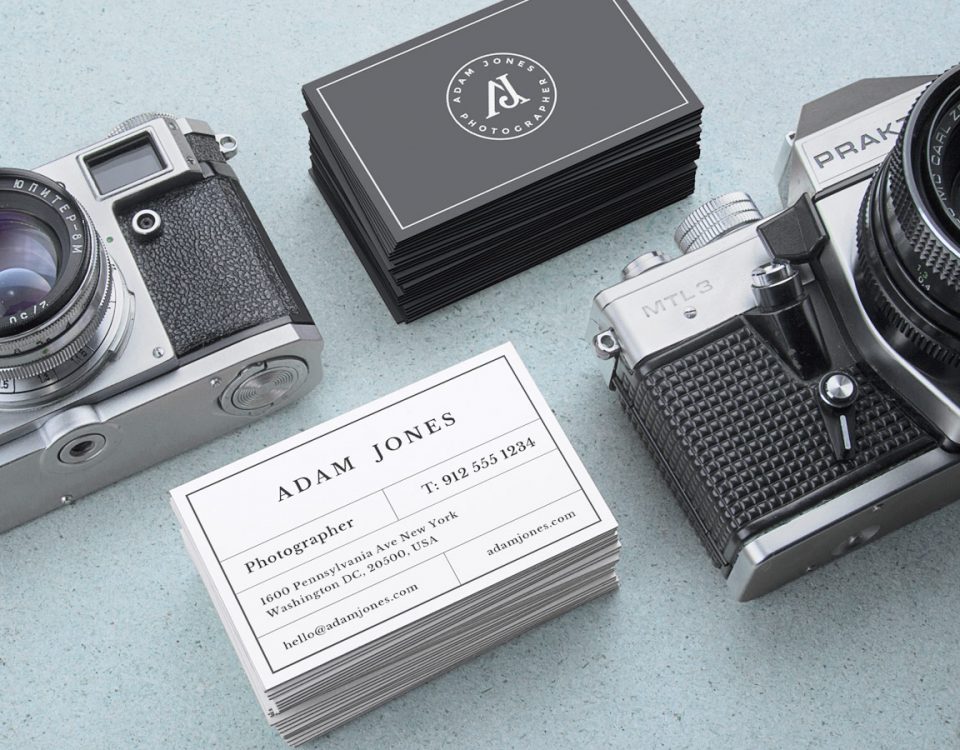 ADAM JONES
AJ
PHOTOGRAPHER
ЮПИТЕР-8М
PRAKT
MTL3
ADAM JONES
Photographer
T: 912 555 1234
1600 Pennsylvania Ave New York
Washington DC, 20500, USA
hello@adamjones.com
adamjones.com